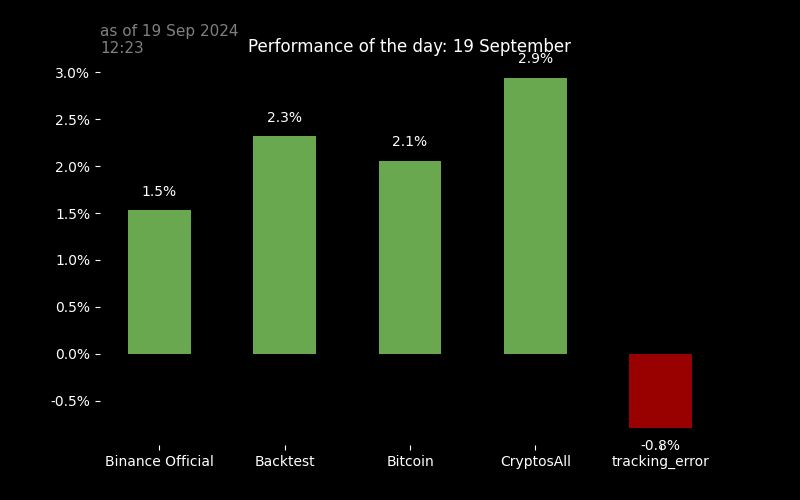 as of 19 Sep 2024
12:23
Performance of the day: 19 September
3.0%
2.5%
2.0%
1.5%
1.0%
0.5%
0.0%
-0.5%
1.5%
2.3%
2.1%
2.9%
-0.8%
Binance Official
Backtest
Bitcoin
CryptosAll
tracking_error